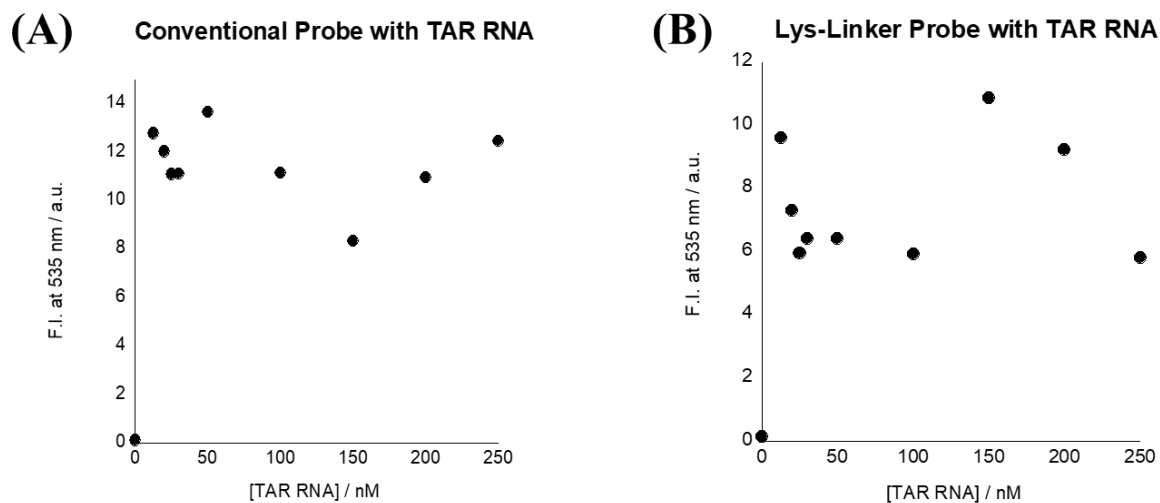 (A)
Conventional Probe with TAR RNA
F.I. at 535 nm / a.u.
14
12
10
8
6
4
2
0
0 50 100 150 200 250
[TAR RNA] / nM
(B)
Lys-Linker Probe with TAR RNA
F.I. at 535 nm / a.u.
12
10
8
6
4
2
0
0 50 100 150 200 250
[TAR RNA] / nM